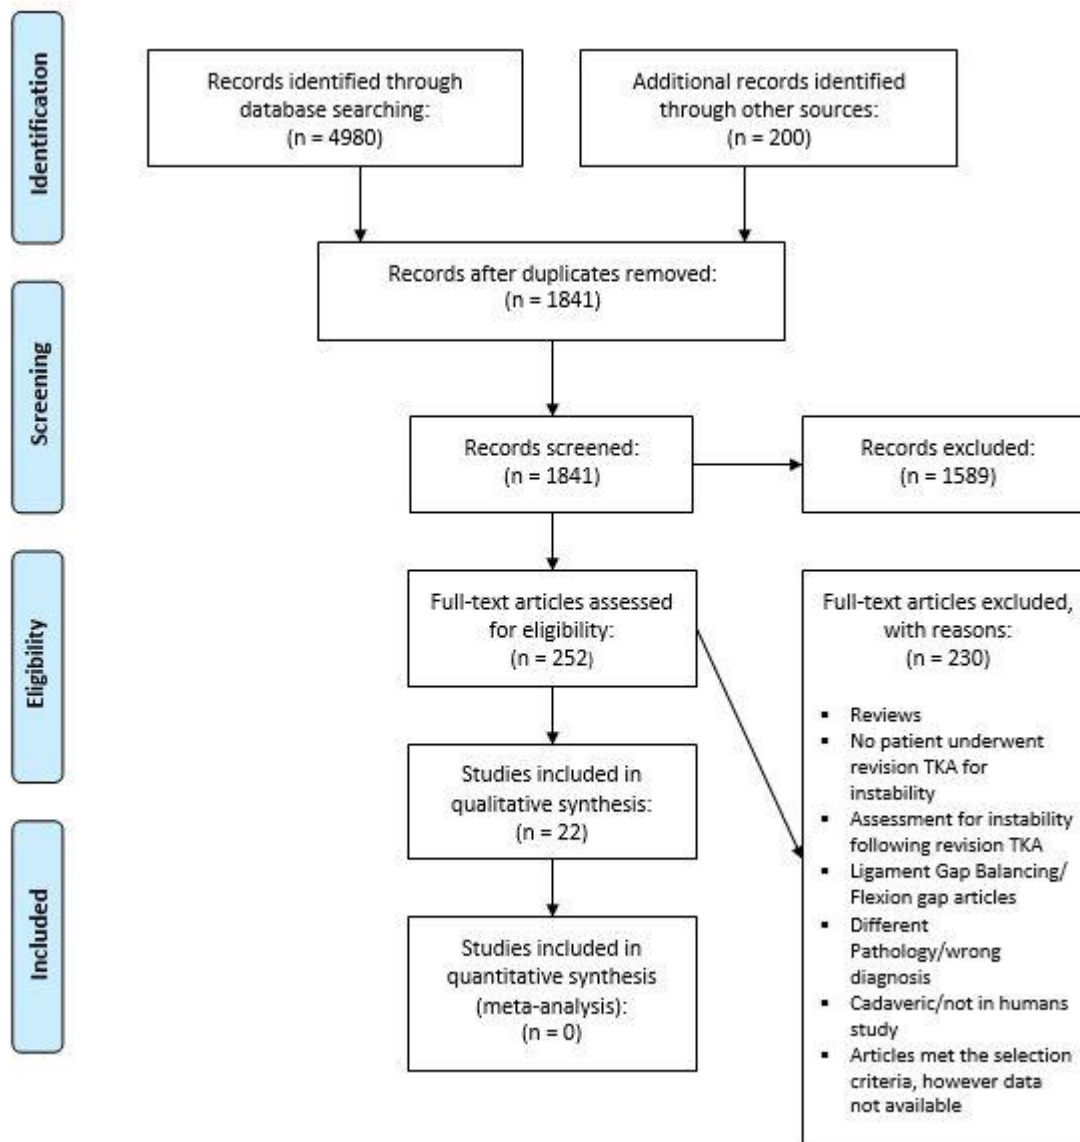 Identification
Records identified through
database searching:
(n = 4980)
Additional records identified
through other sources:
(n = 200)
Records after duplicates removed:
(n = 1841)
Screening
Records screened:
(n = 1841)
Records excluded:
(n = 1589)
Eligibility
Full-text articles assessed
for eligibility:
(n = 252)
Full-text articles excluded,
with reasons:
(n = 230)
▪ Reviews
▪ No patient underwent
revision TKA for
instability
▪ Assessment for instability
following revision TKA
▪ Ligament Gap Balancing/
Flexion gap articles
▪ Different
Pathology/wrong
diagnosis
▪ Cadaveric/not in humans
study
▪ Articles met the selection
criteria, however data
not available
Studies included in
qualitative synthesis:
(n = 22)
Included
Studies included in
quantitative synthesis
(meta-analysis):
(n = 0)